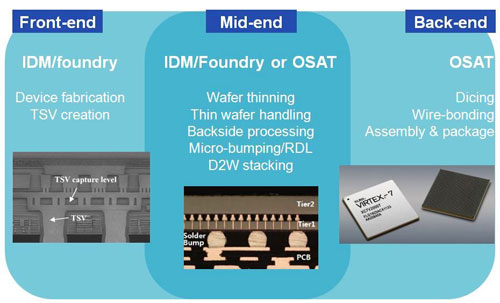 Front-end
Mid-end
Back-end
IDM/foundry
Device fabrication
TSV creation
TSV capture level
TSV
IDM/Foundry or OSAT
Wafer thinning
Thin wafer handling
Backside processing
Micro-bumping/RDL
D2W stacking
Tier2
Tier1
Solder
Bump
PCB
OSAT
Dicing
Wire-bonding
Assembly & package
VIRTEX-7